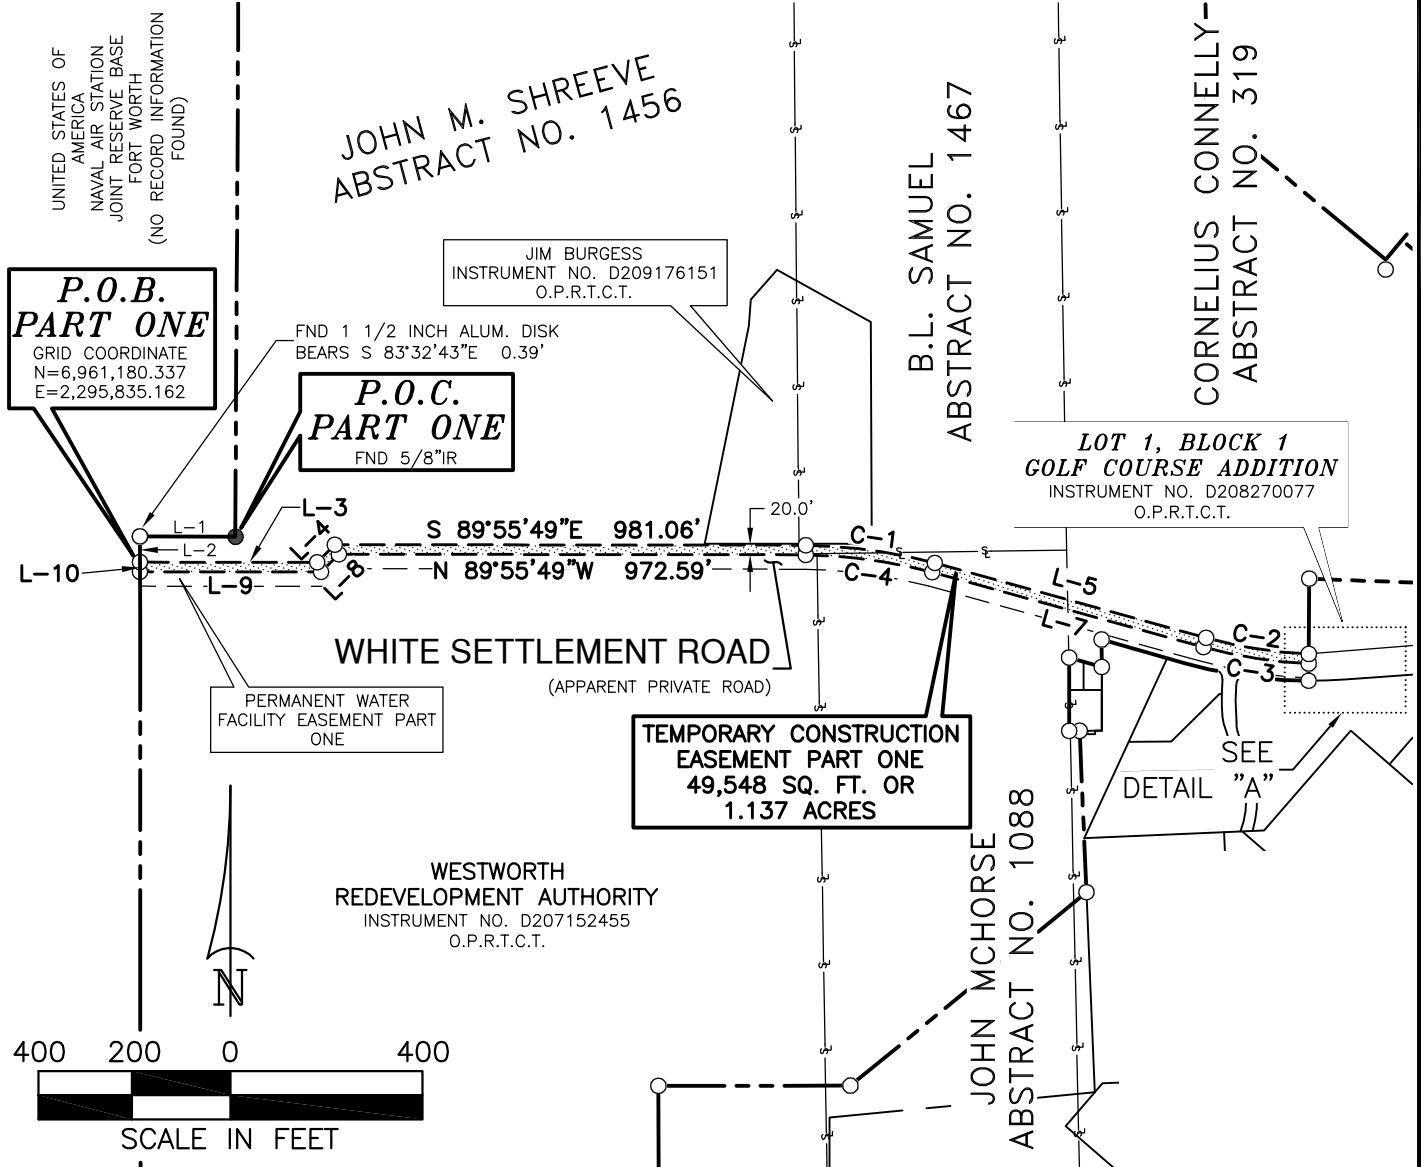 UNITED STATES OF
AMERICA
NAVAL AIR STATION
JOINT RESERVE BASE
FORT WORTH
(NO RECORD INFORMATION
FOUND)
JOHN M. SHREEVE
ABSTRACT NO. 1456
B.L. SAMUEL
ABSTRACT NO. 1467
CORNELIUS CONNELLY
ABSTRACT NO. 319
JIM BURGESS
INSTRUMENT NO. D209176151
O.P.R.T.C.T.
P.O.B.
PART ONE
GRID COORDINATE
N=6,961,180.337
E=2,295,835.162
FND 1 1/2 INCH ALUM. DISK
BEARS S 83°32'43"E 0.39'
P.O.C.
PART ONE
FND 5/8"IR
LOT 1, BLOCK 1
GOLF COURSE ADDITION
INSTRUMENT NO. D208270077
O.P.R.T.C.T.
L-1
L-2
L-3
L-4
S 89°55'49"E 981.06'
20.0'
C-1
L-10
L-9
L-8
N 89°55'49"W 972.59'
C-4
L-5
L-7
C-2
C-3
WHITE SETTLEMENT ROAD
(APPARENT PRIVATE ROAD)
PERMANENT WATER
FACILITY EASEMENT PART
ONE
TEMPORARY CONSTRUCTION
EASEMENT PART ONE
49,548 SQ. FT. OR
1.137 ACRES
SEE
DETAIL "A"
JOHN MCHORSE
ABSTRACT NO. 1088
WESTWORTH
REDEVELOPMENT AUTHORITY
INSTRUMENT NO. D207152455
O.P.R.T.C.T.
N
400 200 0 400
SCALE IN FEET